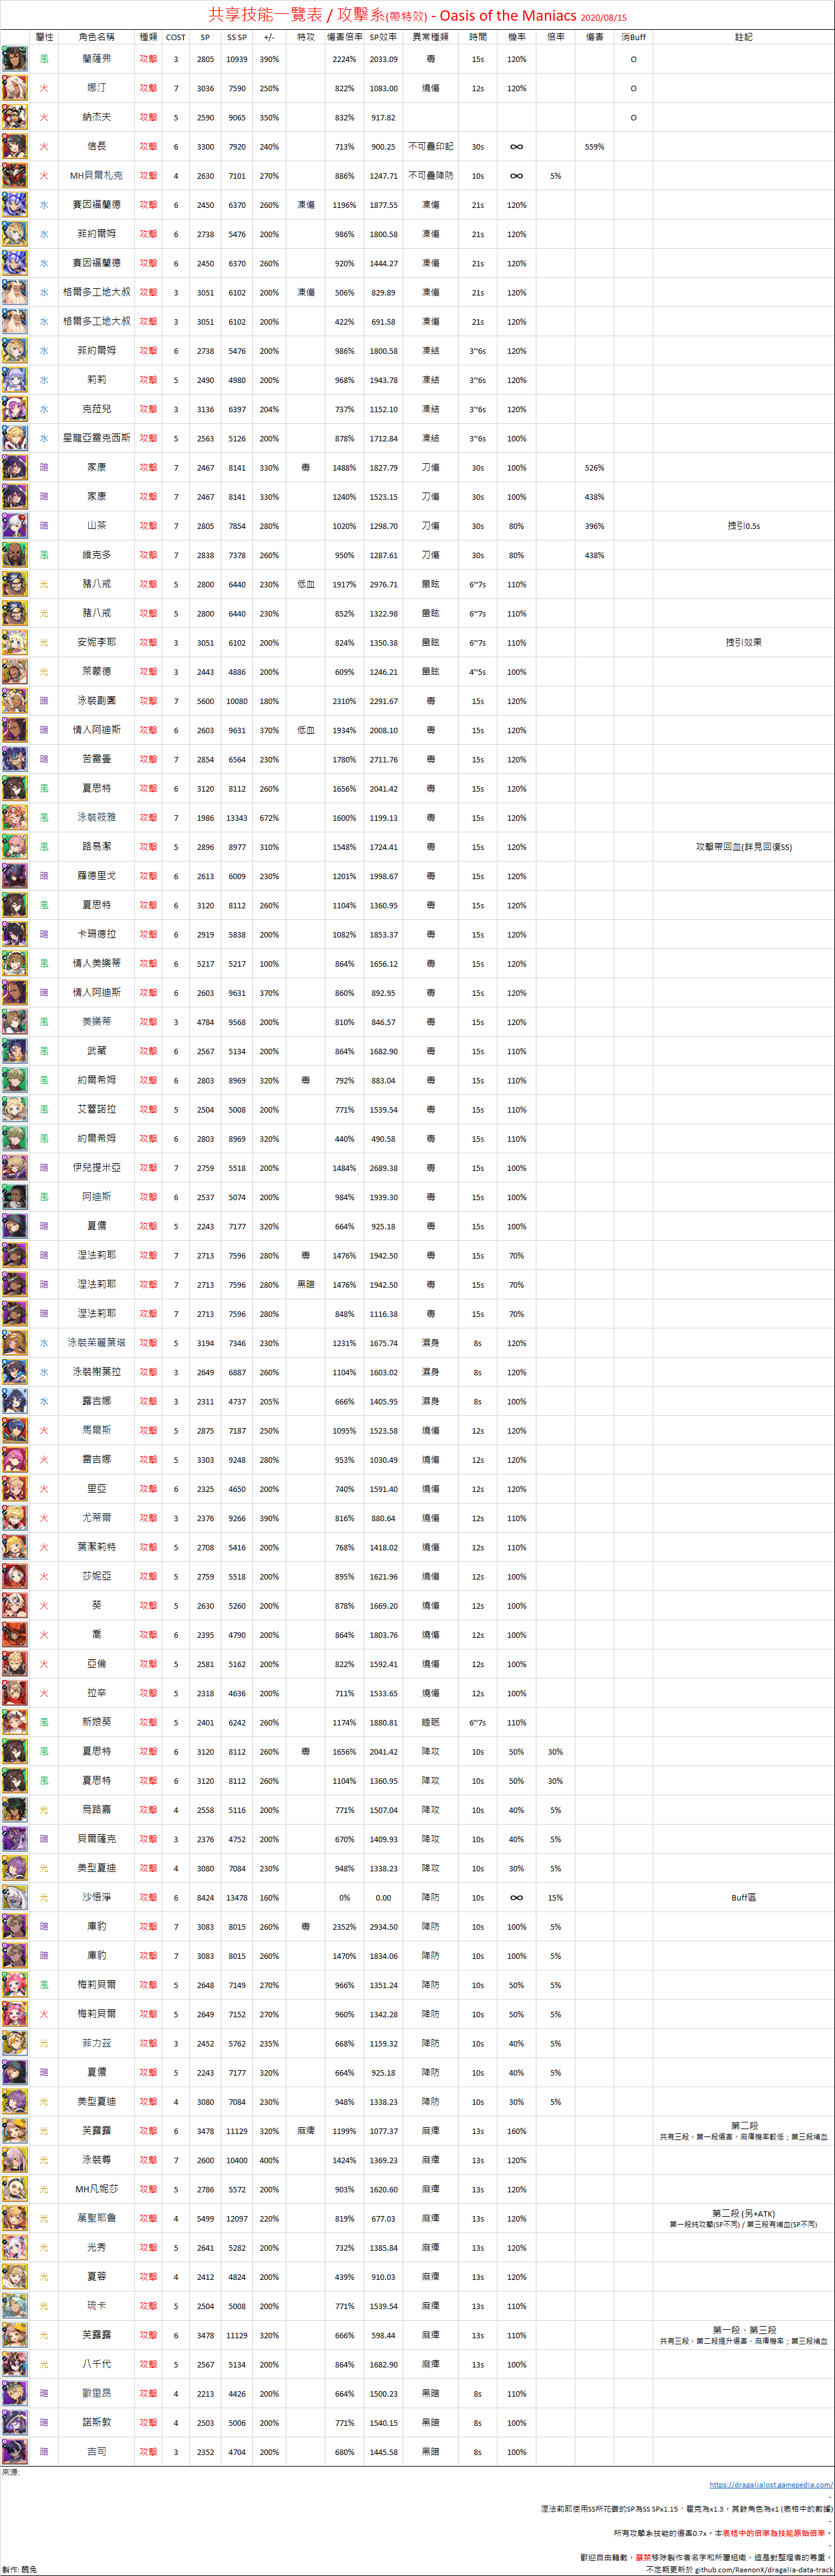 共享技能一覽表 / 攻擊系(帶特效) - Oasis of the Maniacs 2020/08/15
屬性 角色名稱 種類 COST SP SS SP +/- 特攻 傷害倍率 SP效率 異常種類 時間 機率 倍率 傷害 消Buff 註記
風 蘭薩弗 攻擊 3 2805 10939 390% 2224% 2033.09 毒 15s 120% O
火 娜汀 攻擊 7 3036 7590 250% 822% 1083.00 燒傷 12s 120% O
火 納杰夫 攻擊 5 2590 9065 350% 832% 917.82 O
火 信長 攻擊 6 3300 7920 240% 713% 900.25 不可疊印記 30s ∞ 559%
火 MH貝爾札克 攻擊 4 2630 7101 270% 886% 1247.71 不可疊降防 10s ∞ 5%
水 賽因福蘭德 攻擊 6 2450 6370 260% 凍傷 1196% 1877.55 凍傷 21s 120%
水 菲約爾姆 攻擊 6 2738 5476 200% 986% 1800.58 凍傷 21s 120%
水 賽因福蘭德 攻擊 6 2450 6370 260% 920% 1444.27 凍傷 21s 120%
水 格爾多工地大叔 攻擊 3 3051 6102 200% 凍傷 506% 829.89 凍傷 21s 120%
水 格爾多工地大叔 攻擊 3 3051 6102 200% 422% 691.58 凍傷 21s 120%
水 菲約爾姆 攻擊 6 2738 5476 200% 986% 1800.58 凍結 3~6s 120%
水 莉莉 攻擊 5 2490 4980 200% 968% 1943.78 凍結 3~6s 120%
水 克菈兒 攻擊 3 3136 6397 204% 737% 1152.10 凍結 3~6s 120%
水 星龍亞雷克西斯 攻擊 5 2563 5126 200% 878% 1712.84 凍結 3~6s 100%
暗 家康 攻擊 7 2467 8141 330% 毒 1488% 1827.79 刀傷 30s 100% 526%
暗 家康 攻擊 7 2467 8141 330% 1240% 1523.15 刀傷 30s 100% 438%
暗 山茶 攻擊 7 2805 7854 280% 1020% 1298.70 刀傷 30s 80% 396% 拽引0.5s
風 維克多 攻擊 7 2838 7378 260% 950% 1287.61 刀傷 30s 80% 438%
光 豬八戒 攻擊 5 2800 6440 230% 低血 1917% 2976.71 暈眩 6~7s 110%
光 豬八戒 攻擊 5 2800 6440 230% 852% 1322.98 暈眩 6~7s 110%
光 安妮李耶 攻擊 3 3051 6102 200% 824% 1350.38 暈眩 6~7s 110% 拽引效果
光 萊蒙德 攻擊 3 2443 4886 200% 609% 1246.21 暈眩 4~5s 100%
暗 泳裝副團 攻擊 7 5600 10080 180% 2310% 2291.67 毒 15s 120%
暗 情人阿迪斯 攻擊 6 2603 9631 370% 低血 1934% 2008.10 毒 15s 120%
暗 苦雷曼 攻擊 7 2854 6564 230% 1780% 2711.76 毒 15s 120%
風 夏思特 攻擊 6 3120 8112 260% 1656% 2041.42 毒 15s 120%
風 泳裝筱雅 攻擊 7 1986 13343 672% 1600% 1199.13 毒 15s 120%
風 路易潔 攻擊 5 2896 8977 310% 1548% 1724.41 毒 15s 120% 攻擊帶回血(詳見回復SS)
暗 羅德里戈 攻擊 6 2613 6009 230% 1201% 1998.67 毒 15s 120%
風 夏思特 攻擊 6 3120 8112 260% 1104% 1360.95 毒 15s 120%
暗 卡珊德拉 攻擊 6 2919 5838 200% 1082% 1853.37 毒 15s 120%
風 情人美樂蒂 攻擊 6 5217 5217 100% 864% 1656.12 毒 15s 120%
暗 情人阿迪斯 攻擊 6 2603 9631 370% 860% 892.95 毒 15s 120%
風 美樂蒂 攻擊 3 4784 9568 200% 810% 846.57 毒 15s 120%
風 武藏 攻擊 6 2567 5134 200% 864% 1682.90 毒 15s 110%
風 約爾希姆 攻擊 6 2803 8969 320% 毒 792% 883.04 毒 15s 110%
風 艾蕾諾拉 攻擊 5 2504 5008 200% 771% 1539.54 毒 15s 110%
風 約爾希姆 攻擊 6 2803 8969 320% 440% 490.58 毒 15s 110%
暗 伊兒提米亞 攻擊 7 2759 5518 200% 1484% 2689.38 毒 15s 100%
風 阿迪斯 攻擊 6 2537 5074 200% 984% 1939.30 毒 15s 100%
暗 夏儂 攻擊 5 2243 7177 320% 664% 925.18 毒 15s 100%
暗 涅法莉耶 攻擊 7 2713 7596 280% 毒 1476% 1942.50 毒 15s 70%
暗 涅法莉耶 攻擊 7 2713 7596 280% 黑暗 1476% 1942.50 毒 15s 70%
暗 涅法莉耶 攻擊 7 2713 7596 280% 848% 1116.38 毒 15s 70%
水 泳裝茱麗葉塔 攻擊 5 3194 7346 230% 1231% 1675.74 濕身 8s 120%
水 泳裝榭葉拉 攻擊 3 2649 6887 260% 1104% 1603.02 濕身 8s 120%
水 露吉娜 攻擊 3 2311 4737 205% 666% 1405.95 濕身 8s 100%
火 馬爾斯 攻擊 5 2875 7187 250% 1095% 1523.58 燒傷 12s 120%
火 雷吉娜 攻擊 5 3303 9248 280% 953% 1030.49 燒傷 12s 120%
火 里亞 攻擊 6 2325 4650 200% 740% 1591.40 燒傷 12s 120%
火 尤蒂爾 攻擊 3 2376 9266 390% 816% 880.64 燒傷 12s 110%
火 葉潔莉特 攻擊 5 2708 5416 200% 768% 1418.02 燒傷 12s 110%
火 莎妮亞 攻擊 5 2759 5518 200% 895% 1621.96 燒傷 12s 100%
火 葵 攻擊 5 2630 5260 200% 878% 1669.20 燒傷 12s 100%
火 喬 攻擊 6 2395 4790 200% 864% 1803.76 燒傷 12s 100%
火 亞倫 攻擊 5 2581 5162 200% 822% 1592.41 燒傷 12s 100%
火 拉辛 攻擊 5 2318 4636 200% 711% 1533.65 燒傷 12s 100%
風 新娘葵 攻擊 5 2401 6242 260% 1174% 1880.81 睡眠 6~7s 110%
風 夏思特 攻擊 6 3120 8112 260% 毒 1656% 2041.42 降攻 10s 50% 30%
風 夏思特 攻擊 6 3120 8112 260% 1104% 1360.95 降攻 10s 50% 30%
光 烏路嘉 攻擊 4 2558 5116 200% 771% 1507.04 降攻 10s 40% 5%
暗 貝爾薩克 攻擊 3 2376 4752 200% 670% 1409.93 降攻 10s 40% 5%
光 美型夏迪 攻擊 4 3080 7084 230% 948% 1338.23 降攻 10s 30% 5%
光 沙悟淨 攻擊 6 8424 13478 160% 0% 0.00 降防 10s ∞ 15% Buff區
暗 庫豹 攻擊 7 3083 8015 260% 毒 2352% 2934.50 降防 10s 100% 5%
暗 庫豹 攻擊 7 3083 8015 260% 1470% 1834.06 降防 10s 100% 5%
風 梅莉貝爾 攻擊 5 2648 7149 270% 966% 1351.24 降防 10s 50% 5%
火 梅莉貝爾 攻擊 5 2649 7152 270% 960% 1342.28 降防 10s 50% 5%
光 菲力茲 攻擊 3 2452 5762 235% 668% 1159.32 降防 10s 40% 5%
暗 夏儂 攻擊 5 2243 7177 320% 664% 925.18 降防 10s 40% 5%
光 美型夏迪 攻擊 4 3080 7084 230% 948% 1338.23 降防 10s 30% 5%
光 芙露露 攻擊 6 3478 11129 320% 麻痺 1199% 1077.37 麻痺 13s 160% 第二段
共有三段，第一段傷害、麻痺機率較低；第三段補血
光 泳裝尊 攻擊 7 2600 10400 400% 1424% 1369.23 麻痺 13s 120%
光 MH凡妮莎 攻擊 5 2786 5572 200% 903% 1620.60 麻痺 13s 120%
光 萬聖耶魯 攻擊 4 5499 12097 220% 819% 677.03 麻痺 13s 120% 第二段 (另+ATK)
第一段純攻擊(SP不同) / 第三段有補血(SP不同)
光 光秀 攻擊 5 2641 5282 200% 732% 1385.84 麻痺 13s 120%
光 夏蓉 攻擊 4 2412 4824 200% 439% 910.03 麻痺 13s 120%
光 琉卡 攻擊 5 2504 5008 200% 771% 1539.54 麻痺 13s 110%
光 芙露露 攻擊 6 3478 11129 320% 666% 598.44 麻痺 13s 110% 第一段、第三段
共有三段，第二段提升傷害、麻痺機率；第三段補血
光 八千代 攻擊 5 2567 5134 200% 864% 1682.90 麻痺 13s 100%
暗 歐里昂 攻擊 4 2213 4426 200% 664% 1500.23 黑暗 8s 110%
暗 諾斯敦 攻擊 4 2503 5006 200% 771% 1540.15 黑暗 8s 100%
暗 吉司 攻擊 3 2352 4704 200% 680% 1445.58 黑暗 8s 100%
來源:
https://dragalialost.gamepedia.com/
-
涅法莉耶使用SS所花費的SP為SS SPx1.15、霍克為x1.3，其餘角色為x1 (表格中的數據)
-
所有攻擊系技能的傷害0.7x，本表格中的倍率為技能原始倍率。
-
歡迎自由轉載，嚴禁移除製作者名字和所屬組織，這是對整理者的尊重。
製作: 醜兔 不定期更新於 github.com/RaenonX/dragalia-data-track